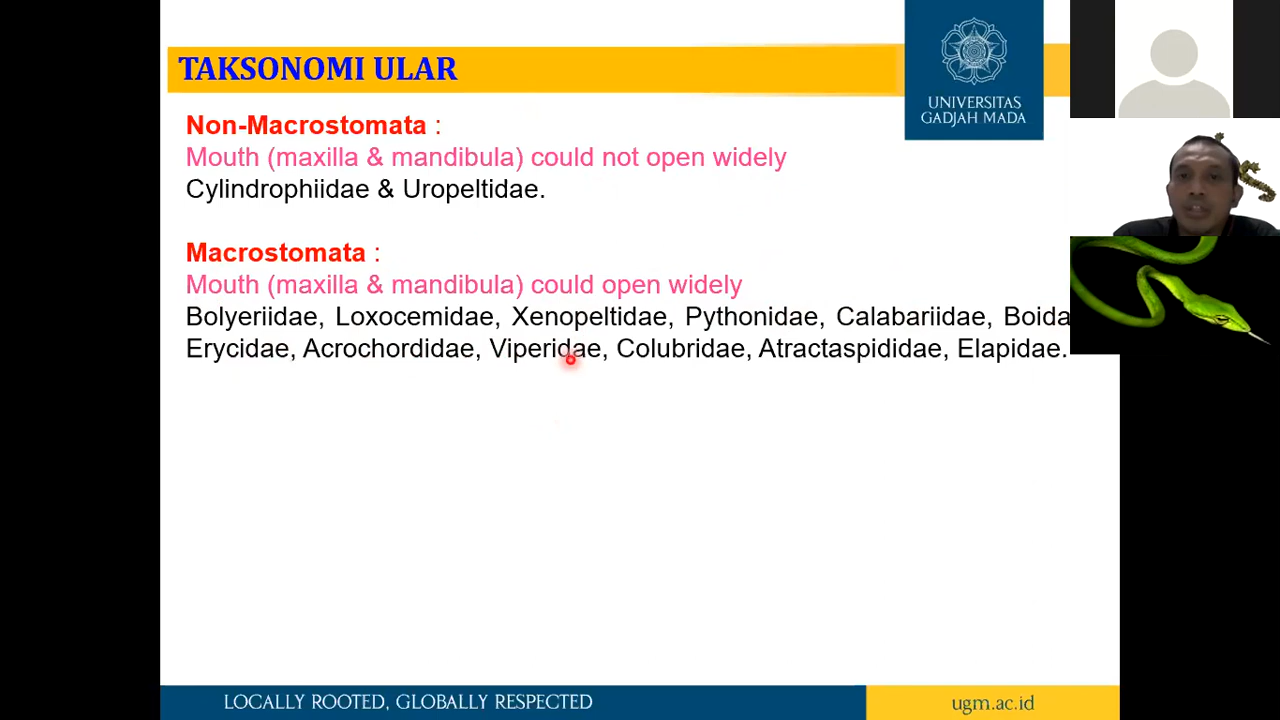 TAKSONOMI ULAR
UNIVERSITAS
GADJAH MADA
Non-Macrostomata :
Mouth (maxilla & mandibula) could not open widely
Cylindrophiidae & Uropeltidae.
Macrostomata :
Mouth (maxilla & mandibula) could open widely
Bolyeriidae, Loxocemidae, Xenopeltidae, Pythonidae, Calabariidae, Boida
Erycidae, Acrochordidae, Viperidae, Colubridae, Atractaspididae, Elapidae.
LOCALLY ROOTED, GLOBALLY RESPECTED
ugm.ac.id